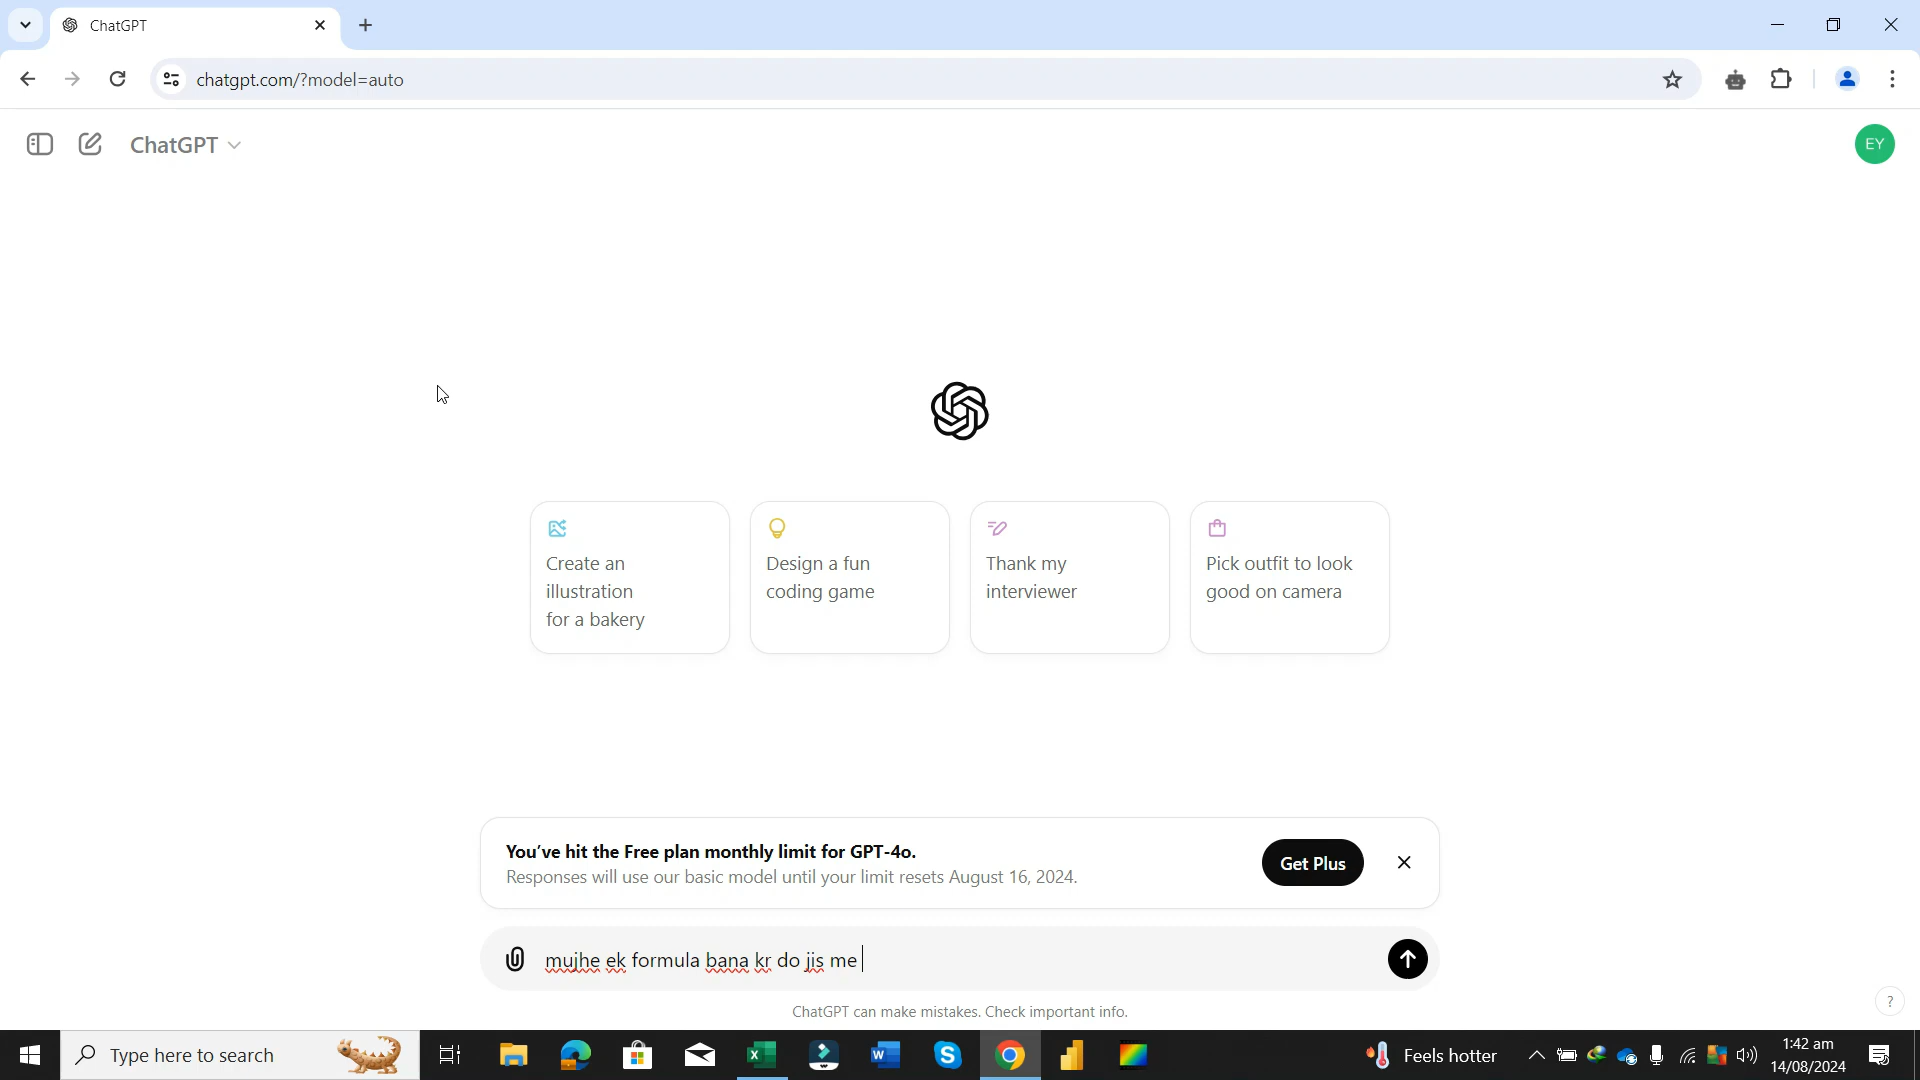 ChatGPT
chatgpt.com/?model=auto
ChatGPT
EY
Create an
illustration
for a bakery
Design a fun
coding game
Thank my
interviewer
Pick outfit to look
good on camera
You've hit the Free plan monthly limit for GPT-4o.
Responses will use our basic model until your limit resets August 16, 2024.
Get Plus
mujhe ek formula bana kr do jis me
ChatGPT can make mistakes. Check important info.
?
Type here to search
Feels hotter
1:42 am
14/08/2024